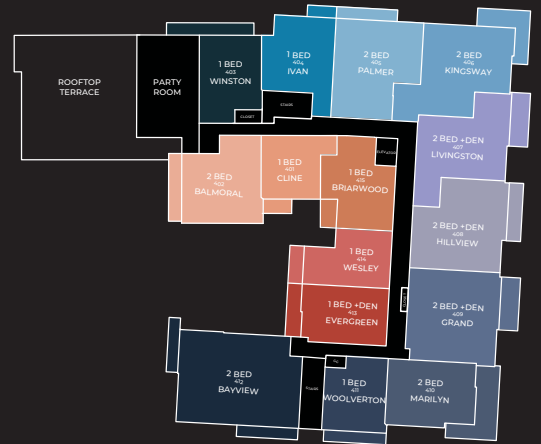 ROOFTOP
TERRACE
PARTY
ROOM
1 BED
403
WINSTON
CLOSET
1 BED
404
IVAN
STAIRS
2 BED
405
PALMER
2 BED
406
KINGSWAY
2 BED +DEN
407
LIVINGSTON
2 BED
402
BALMORAL
1 BED
401
CLINE
1 BED
415
BRIARWOOD
ELEVATOR
2 BED +DEN
408
HILLVIEW
1 BED
414
WESLEY
1 BED +DEN
413
EVERGREEN
2 BED +DEN
409
GRAND
2 BED
412
BAYVIEW
STAIRS
1 BED
411
WOOLVERTON
2 BED
410
MARILYN